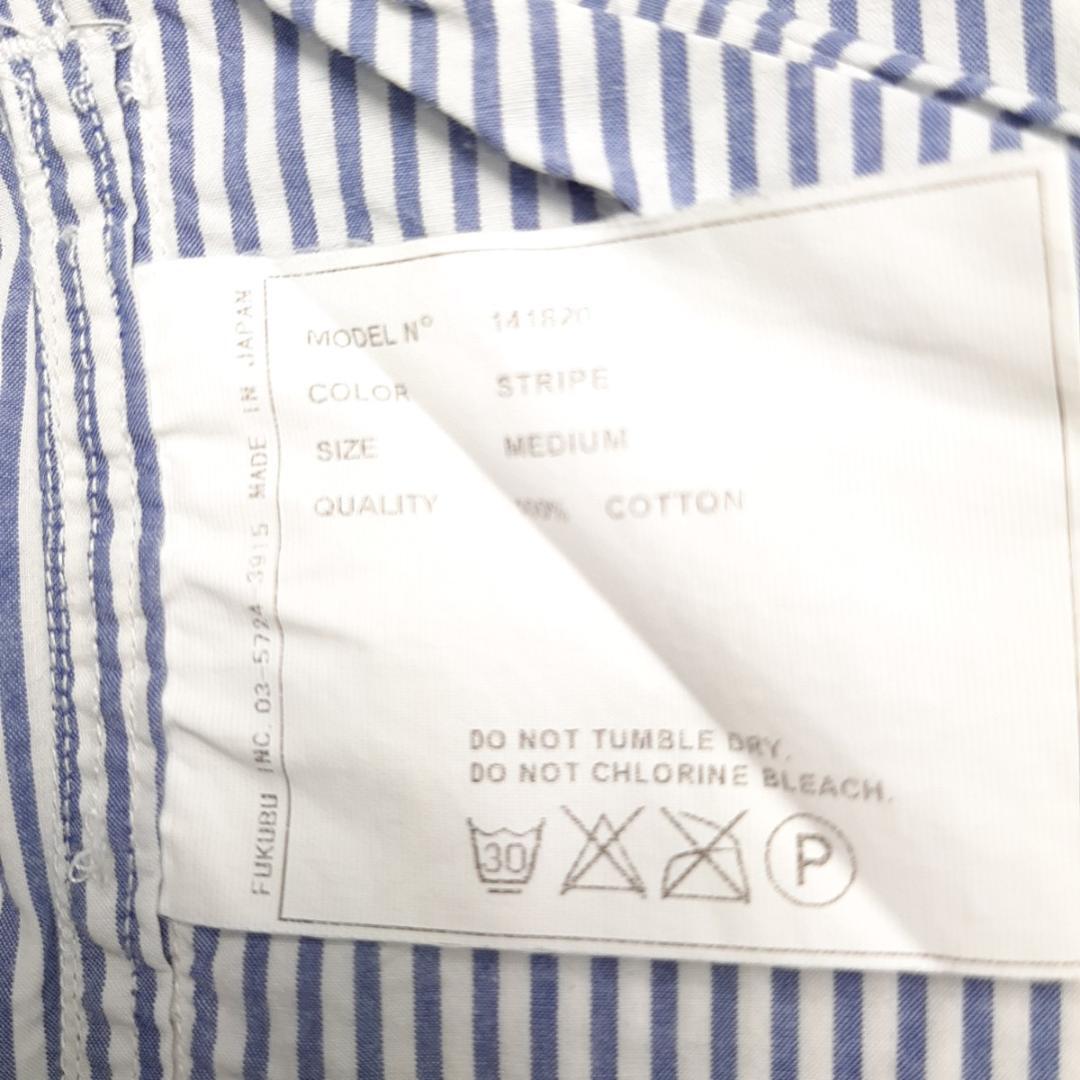 MODEL Nº 141820
COLOR STRIPE
SIZE MEDIUM
QUALITY 100% COTTON
DO NOT TUMBLE DRY.
DO NOT CHLORINE BLEACH.
30
P
FUKUBU INC. 03-5724-3915 MADE IN JAPAN